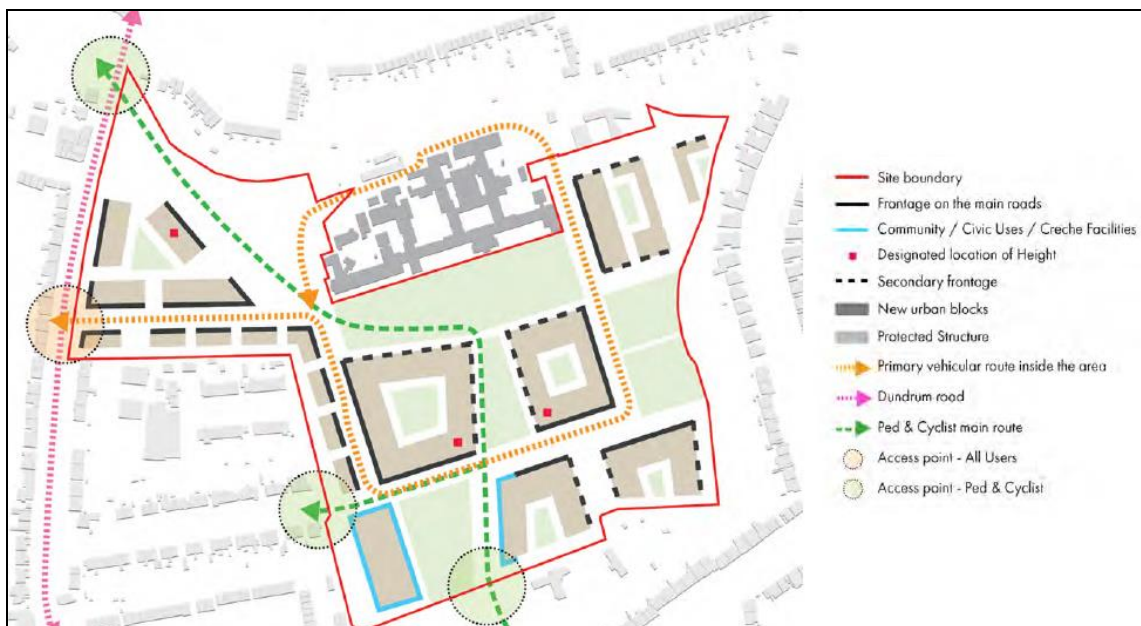 Site boundary
Frontage on the main roads
Community / Civic Uses / Creche Facilities
Designated location of Height
Secondary frontage
New urban blocks
Protected Structure
Primary vehicular route inside the area
Dundrum road
Ped & Cyclist main route
Access point - All Users
Access point - Ped & Cyclist